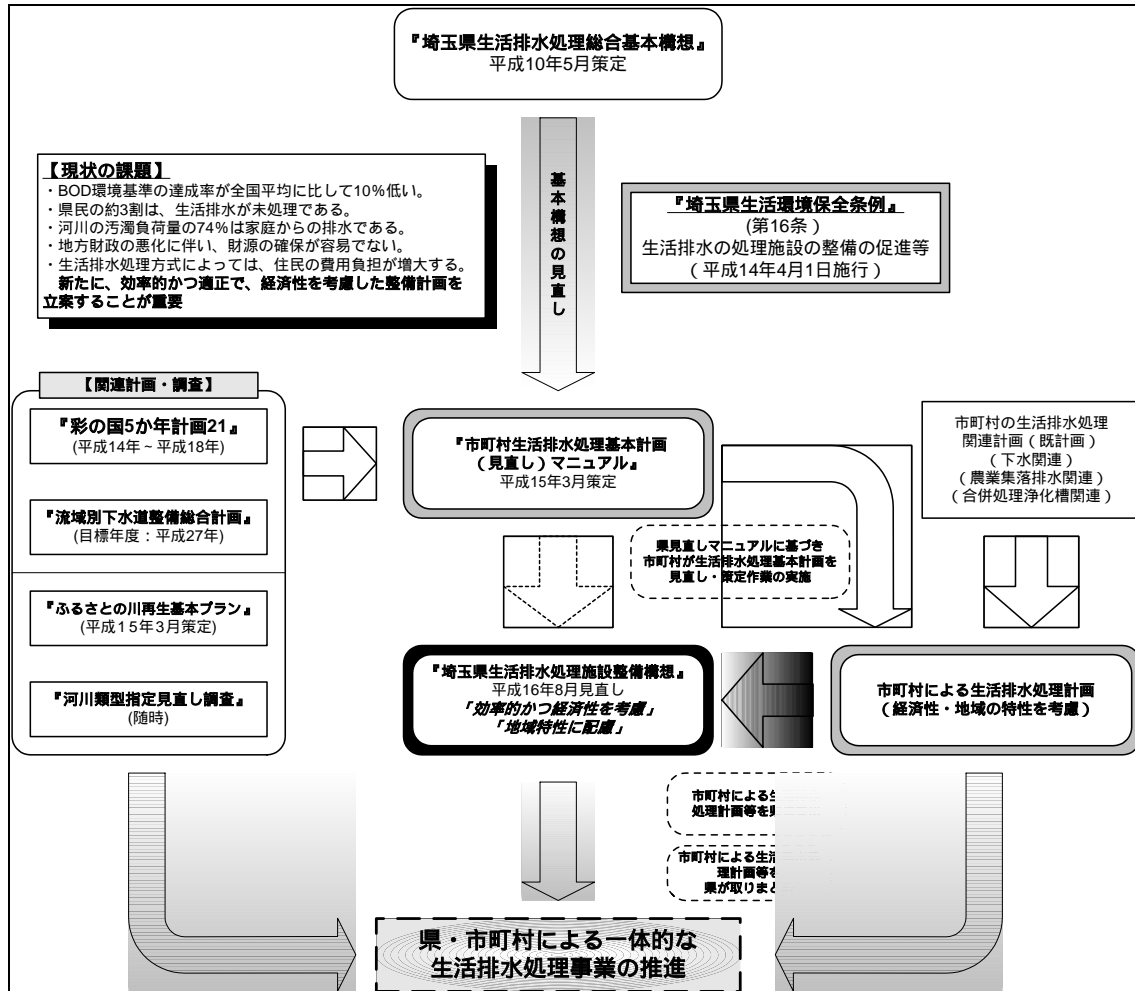 『埼玉県生活排水処理総合基本構想』
平成10年5月策定
【現状の課題】
・BOD環境基準の達成率が全国平均に比して10％低い。
・県民の約3割は、生活排水が未処理である。
・河川の汚濁負荷量の74％は家庭からの排水である。
・地方財政の悪化に伴い、財源の確保が容易でない。
・生活排水処理方式によっては、住民の費用負担が増大する。
新たに、効率的かつ適正で、経済性を考慮した整備計画を
立案することが重要
基本構想の見直し
『埼玉県生活環境保全条例』
(第16条)
生活排水の処理施設の整備の促進等
（平成14年4月1日施行）
【関連計画・調査】
『彩の国5か年計画21』
(平成14年～平成18年)
『流域別下水道整備総合計画』
(目標年度：平成27年)
『ふるさとの川再生基本プラン』
(平成15年3月策定)
『河川類型指定見直し調査』
(随時)
『市町村生活排水処理基本計画
（見直し）マニュアル』
平成15年3月策定
市町村の生活排水処理
関連計画（既計画）
（下水関連）
（農業集落排水関連）
（合併処理浄化槽関連）
県見直しマニュアルに基づき
市町村が生活排水処理基本計画を
見直し・策定作業の実施
『埼玉県生活排水処理施設整備構想』
平成16年8月見直し
「効率的かつ経済性を考慮」
「地域特性に配慮」
市町村による生活排水処理計画
（経済性・地域の特性を考慮）
市町村による生
処理計画等を県
市町村による生活
理計画等を
県が取りまと
県・市町村による一体的な
生活排水処理事業の推進